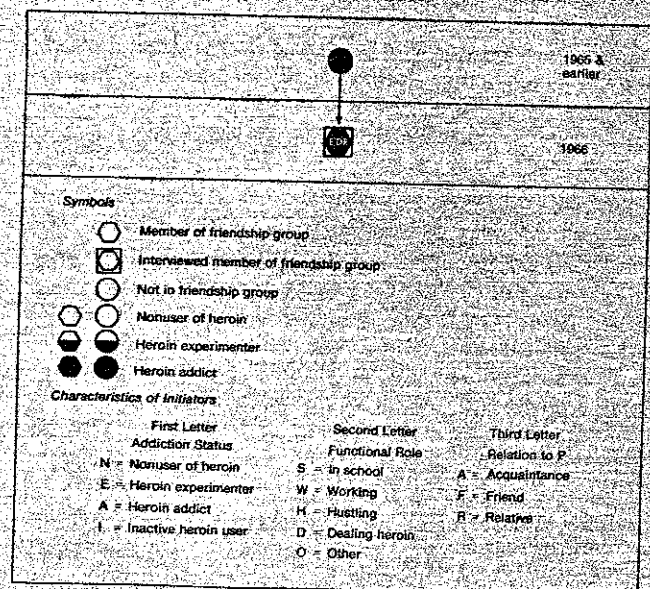 1965 &
earlier
EDR
1966
Symbols
Member of friendship group
Interviewed member of friendship group
Not in friendship group
Nonuser of heroin
Heroin experimenter
Heroin addict
Characteristics of Initiators
First Letter
Addiction Status
N = Nonuser of heroin
E = Heroin experimenter
A = Heroin addict
I = Inactive heroin user
Second Letter
Functional Role
S = In school
W = Working
H = Hustling
D = Dealing heroin
O = Other
Third Letter
Relation to P
A = Acquaintance
F = Friend
R = Relative